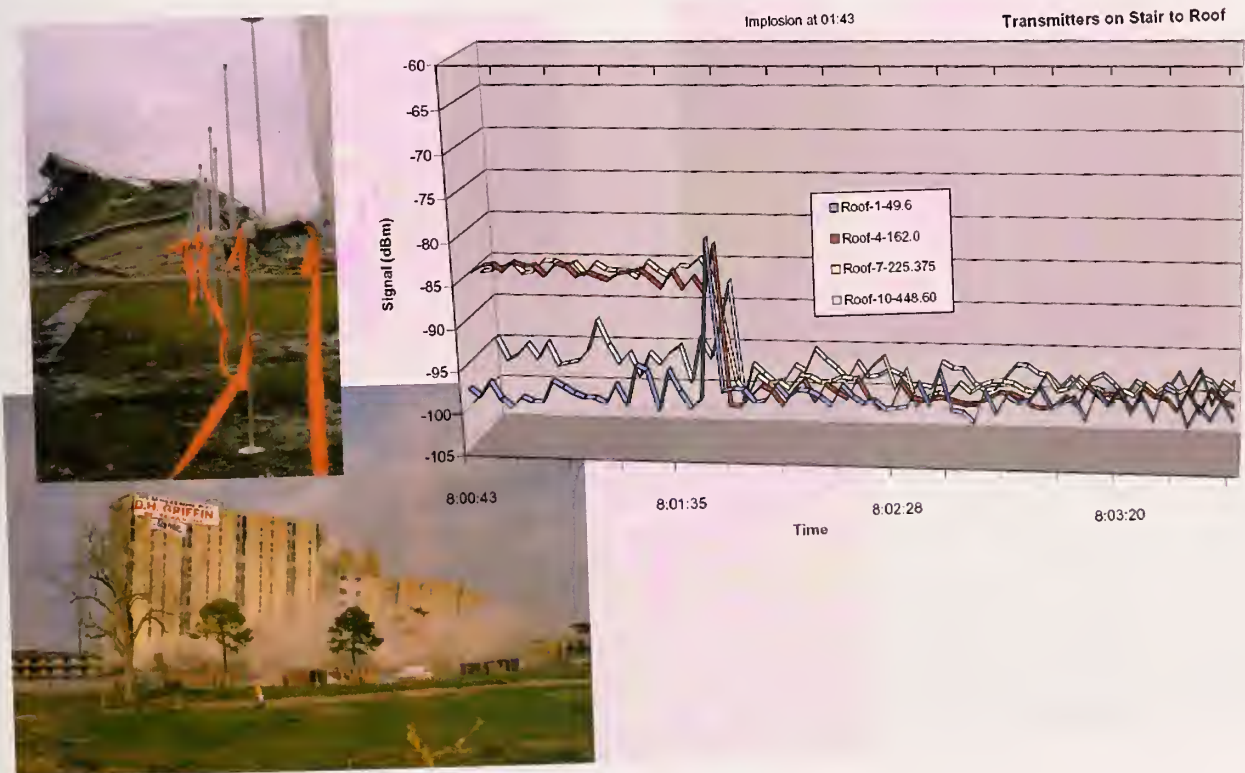 Implosion at 01:43
Transmitters on Stair to Roof
-60
-65
-70
-75
-80
-85
-90
-95
-100
-105
Signal (dBm)
Roof-1-49.6
Roof-4-162.0
Roof-7-225.375
Roof-10-448.60
8:00:43
8:01:35
8:02:28
8:03:20
Time
D.H. GRIFFIN